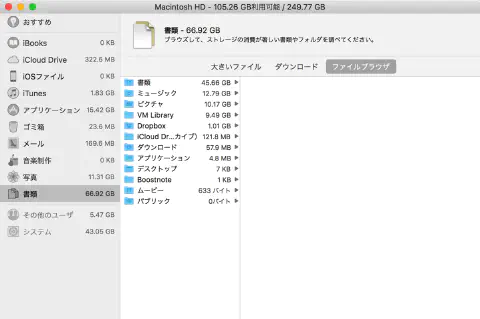 Macintosh HD - 105.26 GB利用可能 / 249.77 GB
おすすめ
iBooks 0 KB
iCloud Drive 322.5 MB
iOSファイル 0 KB
iTunes 1.83 GB
アプリケーション 15.42 GB
ゴミ箱 23.6 MB
メール 169.6 MB
音楽制作 0 KB
写真 11.31 GB
書類 66.92 GB
その他のユーザ 5.47 GB
システム 43.05 GB
書類 - 66.92 GB
ブラウズして、ストレージの消費が著しい書類やフォルダを調べてください。
大きいファイル ダウンロード ファイルブラウザ
書類 45.66 GB
ミュージック 12.79 GB
ピクチャ 10.17 GB
VM Library 9.49 GB
Dropbox 1.01 GB
iCloud Dr...カイブ) 121.8 MB
ダウンロード 57.9 MB
アプリケーション 4.8 MB
デスクトップ 7 KB
Boostnote 1 KB
ムービー 633 バイト
パブリック 0バイト